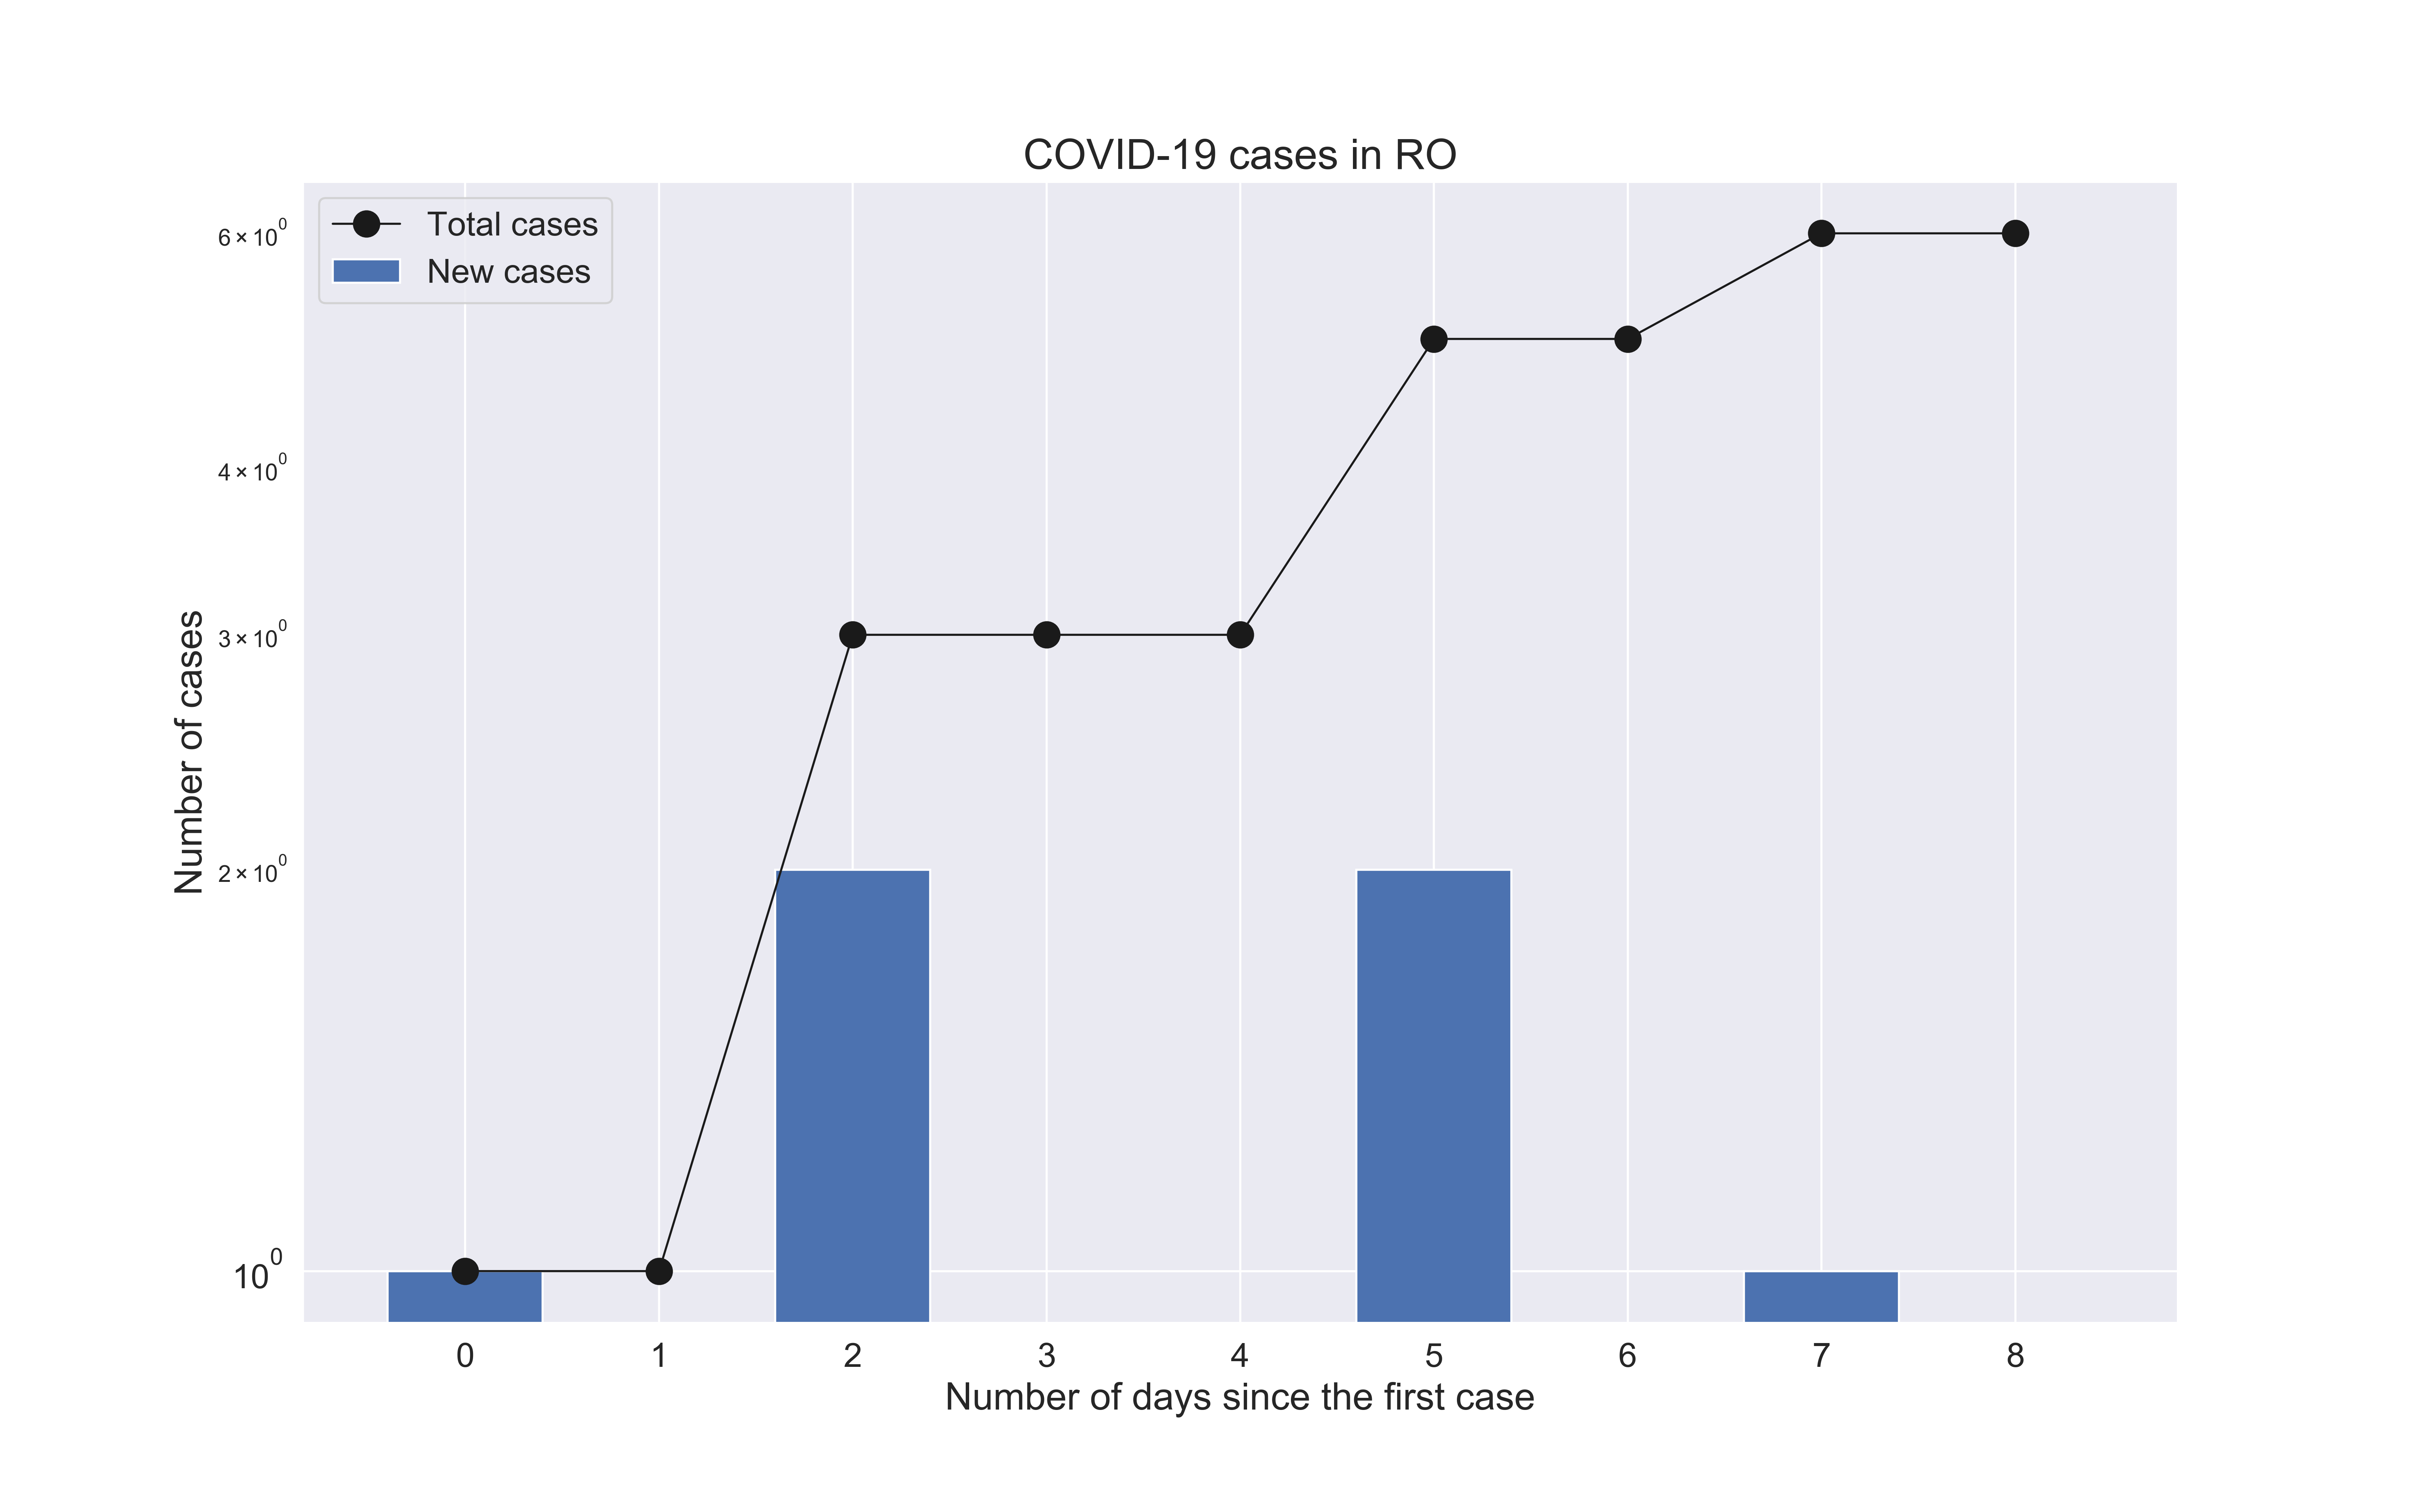 COVID-19 cases in RO
Total cases
New cases
6 × 10⁰
4 × 10⁰
3 × 10⁰
2 × 10⁰
10⁰
Number of cases
0 1 2 3 4 5 6 7 8
Number of days since the first case